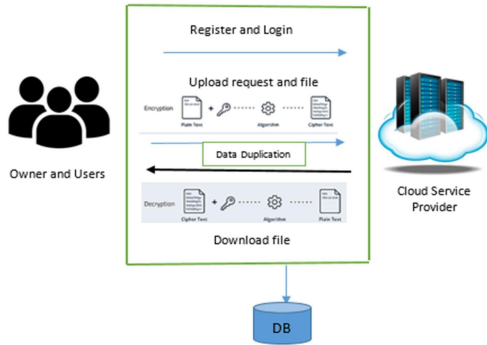 Register and Login
Upload request and file
Encryption
Plain Text
Algorithm
Cipher Text
Data Duplication
Owner and Users
Cloud Service
Provider
Decryption
Cipher Text
Algorithm
Plain Text
Download file
DB